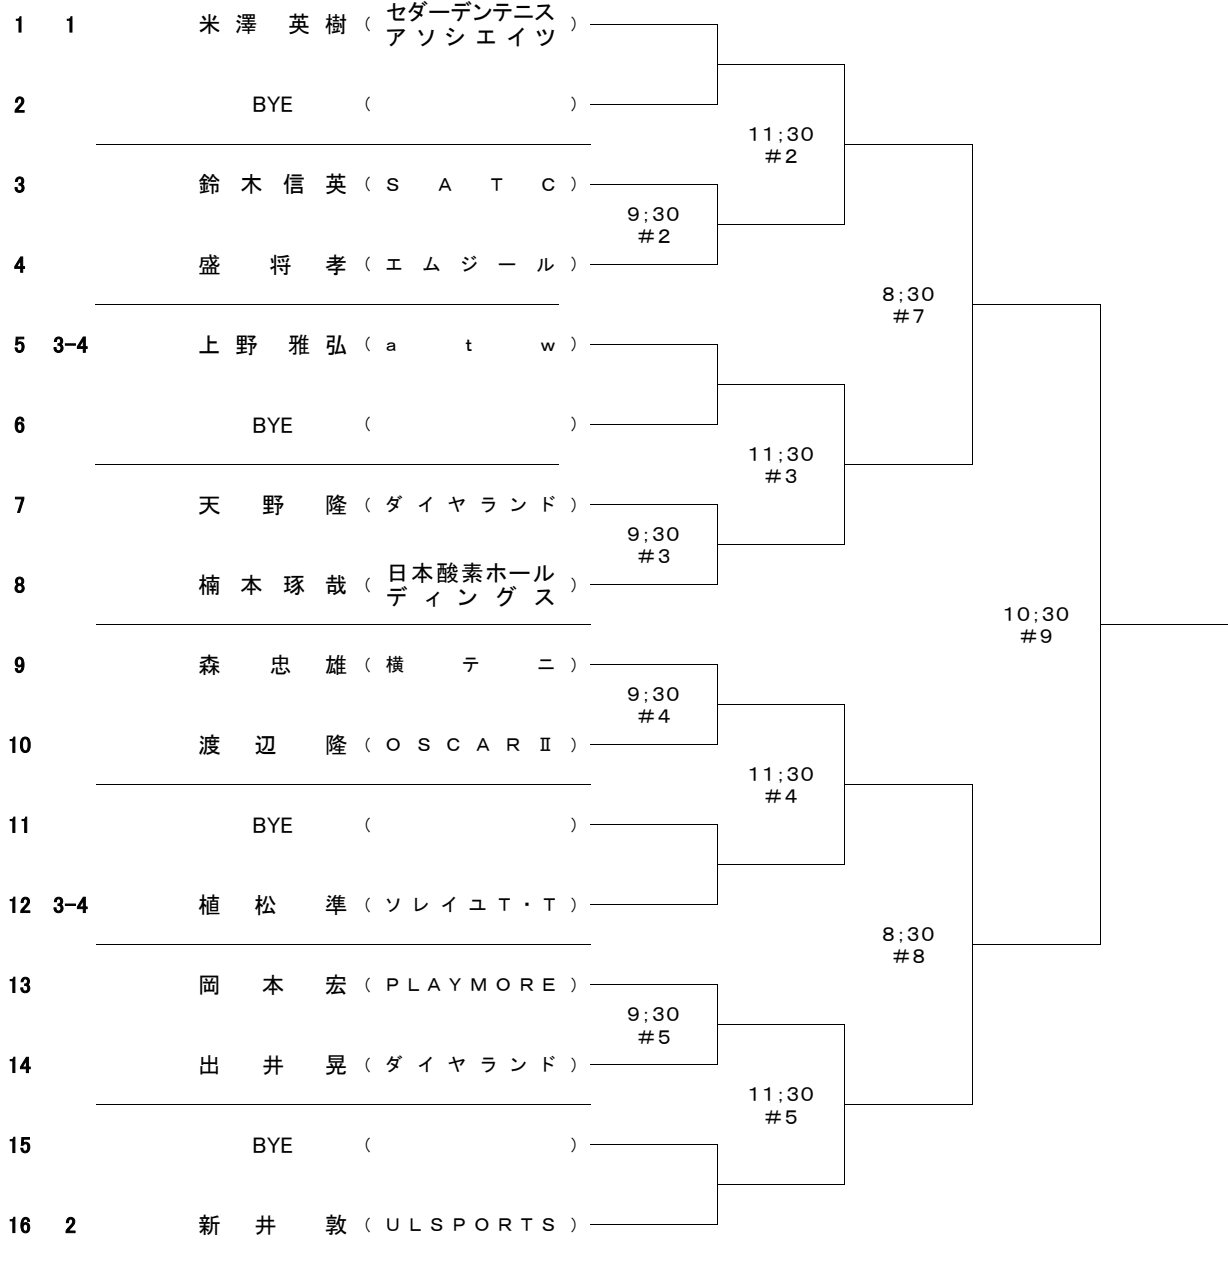 1 1 米澤 英樹 ( セダーデンテニス
アソシエイツ )
2 BYE ( )
11;30
#2
3 鈴木信英 ( SATC )
9;30
#2
4 盛 将孝 ( エムジール )
8;30
#7
5 3-4 上野 雅弘 ( atw )
6 BYE ( )
11;30
#3
7 天野 隆 ( ダイヤランド )
9;30
#3
8 楠本琢哉 ( 日本酸素ホール
ディングス )
10;30
#9
9 森 忠雄 ( 横テニ )
9;30
#4
10 渡辺 隆 ( OSCARⅡ )
11;30
#4
11 BYE ( )
12 3-4 植松 準 ( ソレイユT・T )
8;30
#8
13 岡本 宏 ( PLAYMORE )
9;30
#5
14 出井 晃 ( ダイヤランド )
11;30
#5
15 BYE ( )
16 2 新井 敦 ( ULSPORTS )